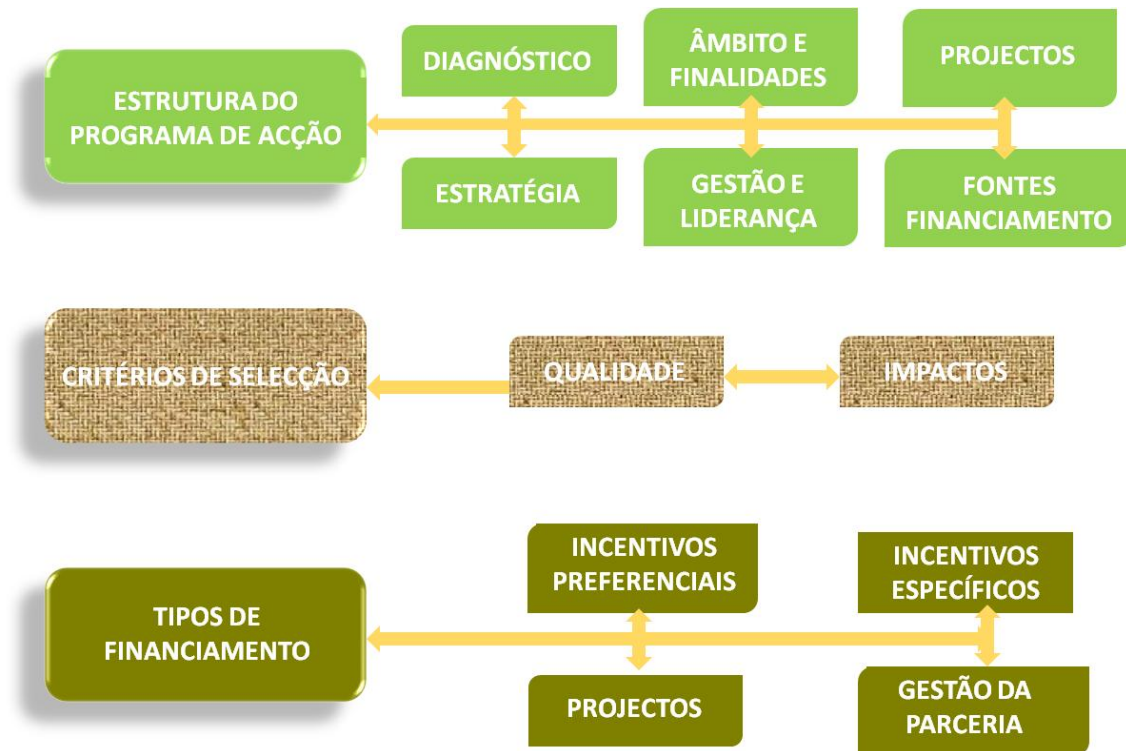 ESTRUTURA DO
PROGRAMA DE ACÇÃO
DIAGNÓSTICO
ÂMBITO E
FINALIDADES
PROJECTOS
ESTRATÉGIA
GESTÃO E
LIDERANÇA
FONTES
FINANCIAMENTO
CRITÉRIOS DE SELECÇÃO
QUALIDADE
IMPACTOS
TIPOS DE
FINANCIAMENTO
INCENTIVOS
PREFERENCIAIS
INCENTIVOS
ESPECÍFICOS
PROJECTOS
GESTÃO DA
PARCERIA